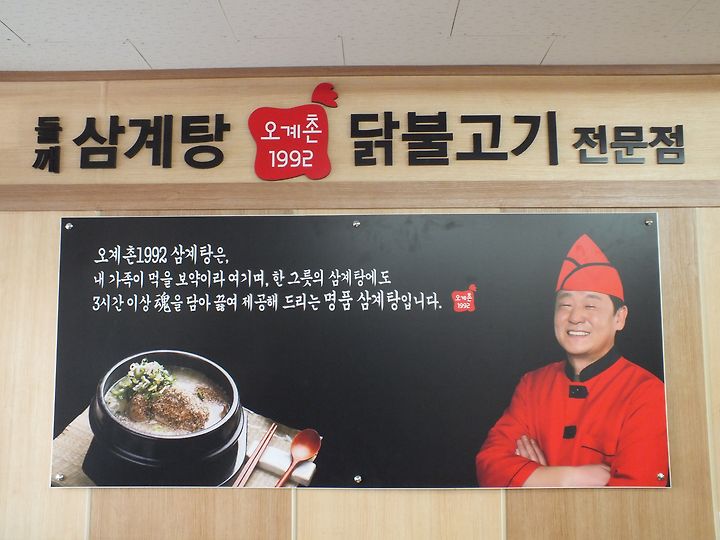 들깨 삼계탕 오계촌 1992 닭불고기 전문점
오계촌1992 삼계탕은,
내 가족이 먹을 보약이라 여기며, 한 그릇의 삼계탕에도
3시간 이상 魂을 담아 끓여 제공해 드리는 명품 삼계탕입니다.
오계촌
1992